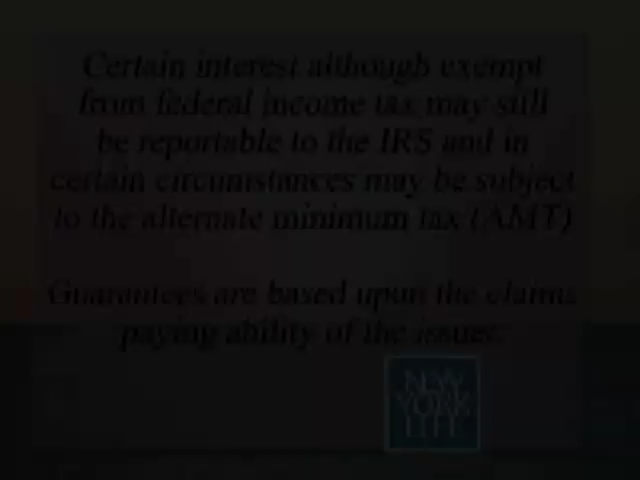 Certain interest although exempt
from federal income tax may still
be reportable to the IRS and in
certain circumstances may be subject
to the alternate minimum tax (AMT)
Guarantees are based upon the claims
paying ability of the issuer.
NEW
YORK
LIFE